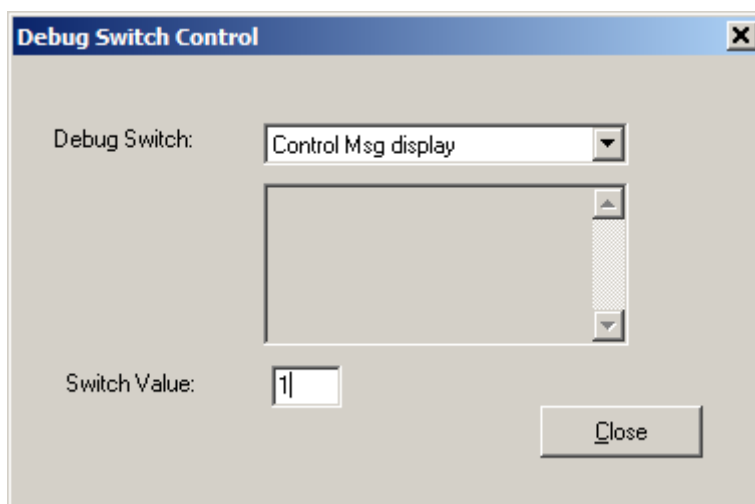 Debug Switch Control
Debug Switch:
Control Msg display
Switch Value:
1
Close